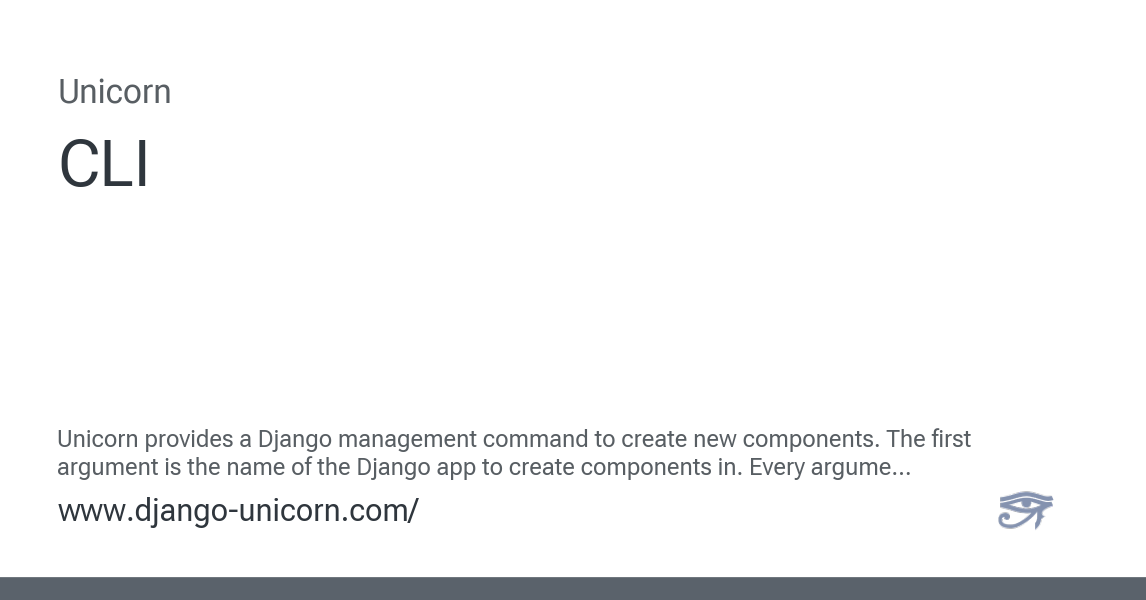 Unicorn
CLI
Unicorn provides a Django management command to create new components. The first
argument is the name of the Django app to create components in. Every argume...
www.django-unicorn.com/